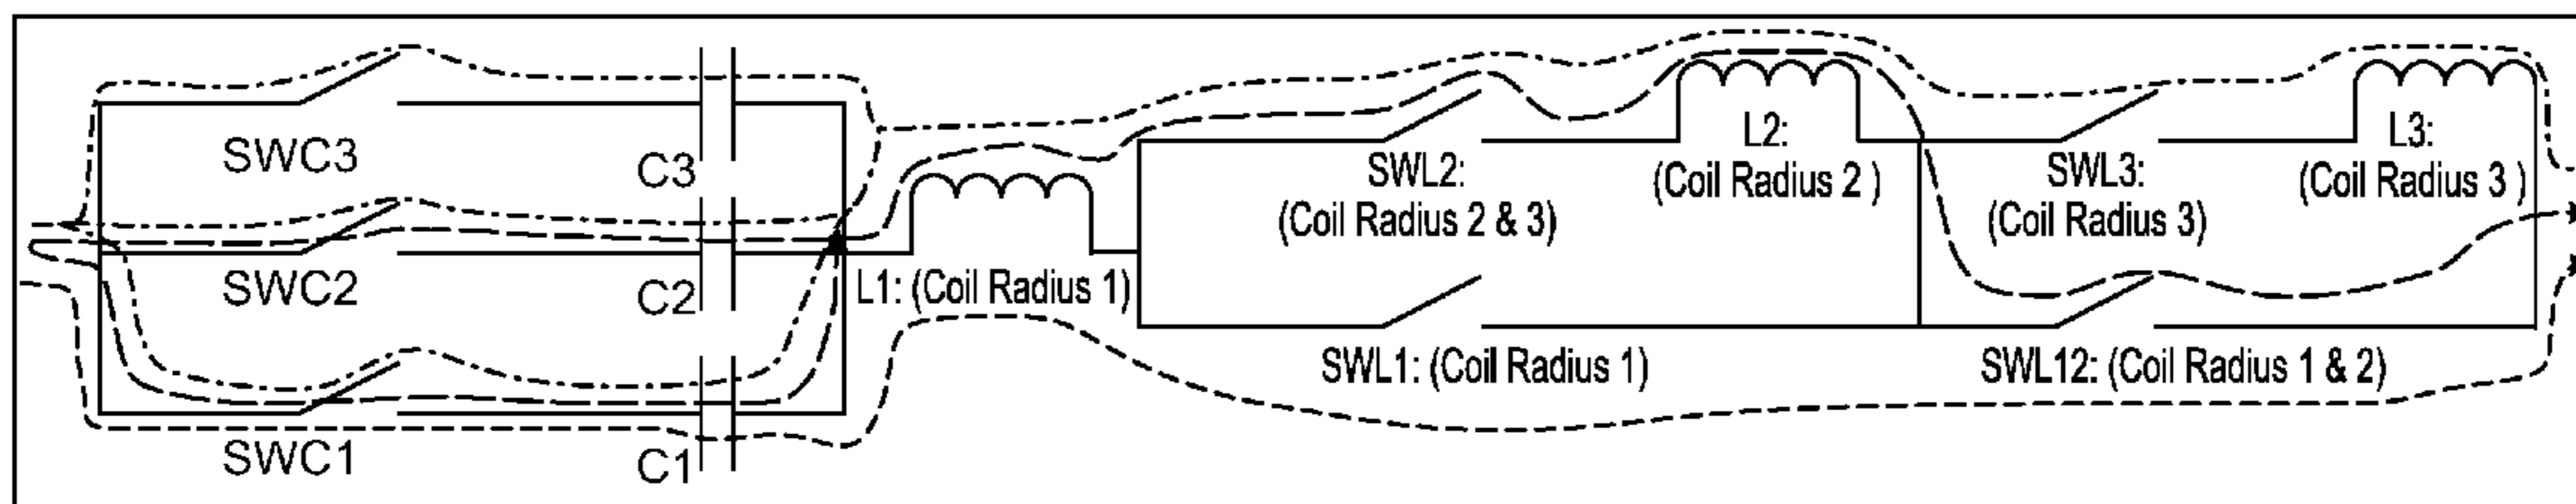 SWC3
C3
SWC2
C2
SWC1
C1
L1: (Coil Radius 1)
SWL2:
(Coil Radius 2 & 3)
L2:
(Coil Radius 2 )
SWL3:
(Coil Radius 3)
L3:
(Coil Radius 3 )
SWL1: (Coil Radius 1)
SWL12: (Coil Radius 1 & 2)